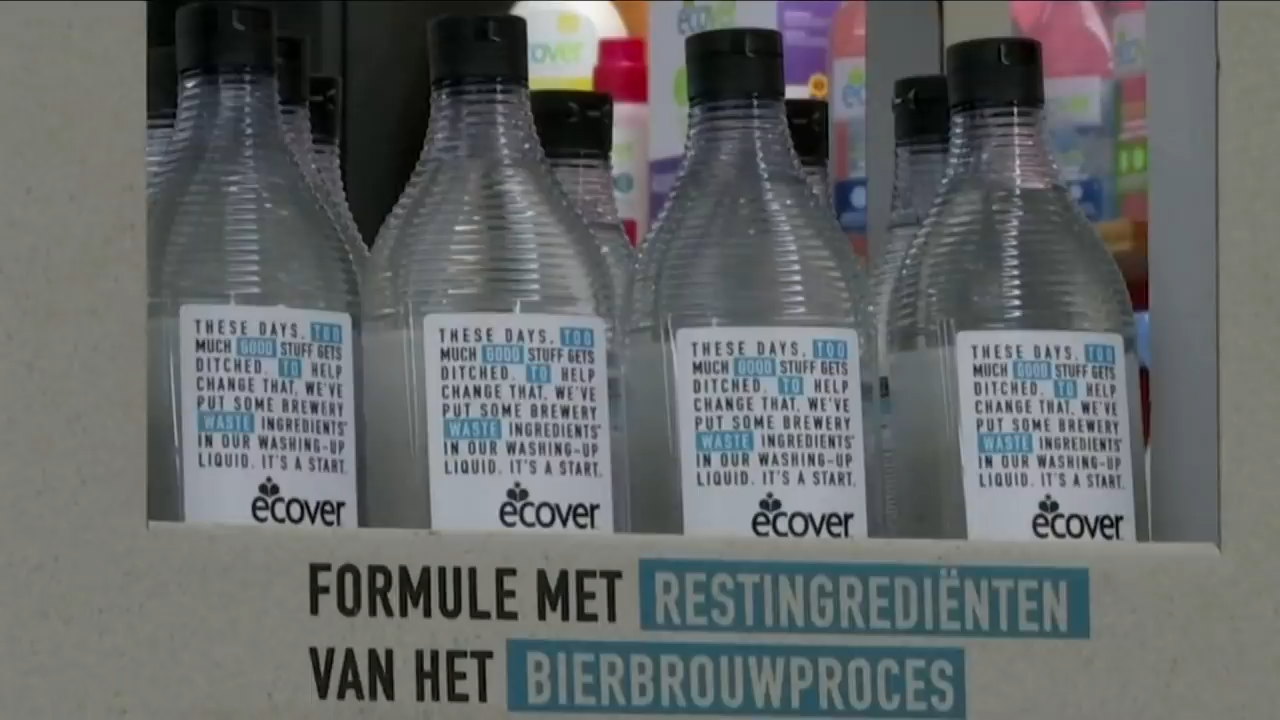 ecover
cover
THESE DAYS, TOO
MUCH GOOD STUFF GETS
DITCHED. TO HELP
CHANGE THAT, WE'VE
PUT SOME BREWERY
WASTE INGREDIENTS*
IN OUR WASHING-UP
LIQUID. IT'S A START.
ecover
THESE DAYS, TOO
MUCH GOOD STUFF GETS
DITCHED. TO HELP
CHANGE THAT, WE'VE
PUT SOME BREWERY
WASTE INGREDIENTS*
IN OUR WASHING-UP
LIQUID. IT'S A START.
ecover
THESE DAYS, TOO
MUCH GOOD STUFF GETS
DITCHED. TO HELP
CHANGE THAT, WE'VE
PUT SOME BREWERY
WASTE INGREDIENTS*
IN OUR WASHING-UP
LIQUID. IT'S A START.
ecover
THESE DAYS, TOO
MUCH GOOD STUFF GETS
DITCHED. TO HELP
CHANGE THAT, WE'VE
PUT SOME BREWERY
WASTE INGREDIENTS*
IN OUR WASHING-UP
LIQUID. IT'S A START.
ecover
FORMULE MET RESTINGREDIËNTEN
VAN HET BIERBROUWPROCES